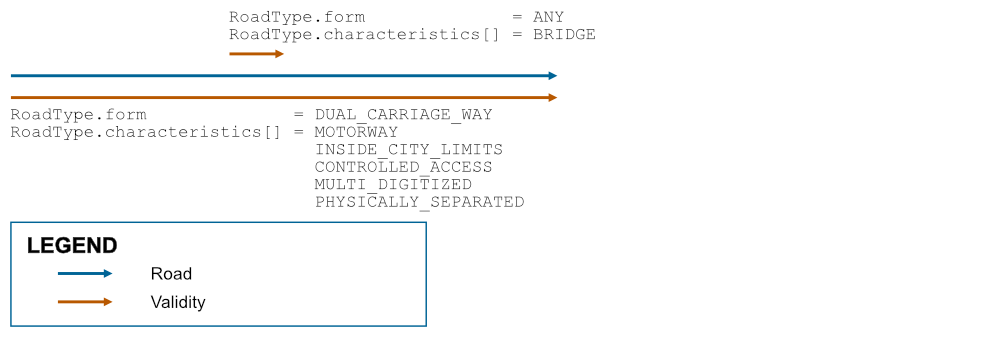 RoadType.form = ANY
RoadType.characteristics[] = BRIDGE
RoadType.form = DUAL_CARRIAGE_WAY
RoadType.characteristics[] = MOTORWAY
INSIDE_CITY_LIMITS
CONTROLLED_ACCESS
MULTI_DIGITIZED
PHYSICALLY_SEPARATED
LEGEND
Road
Validity